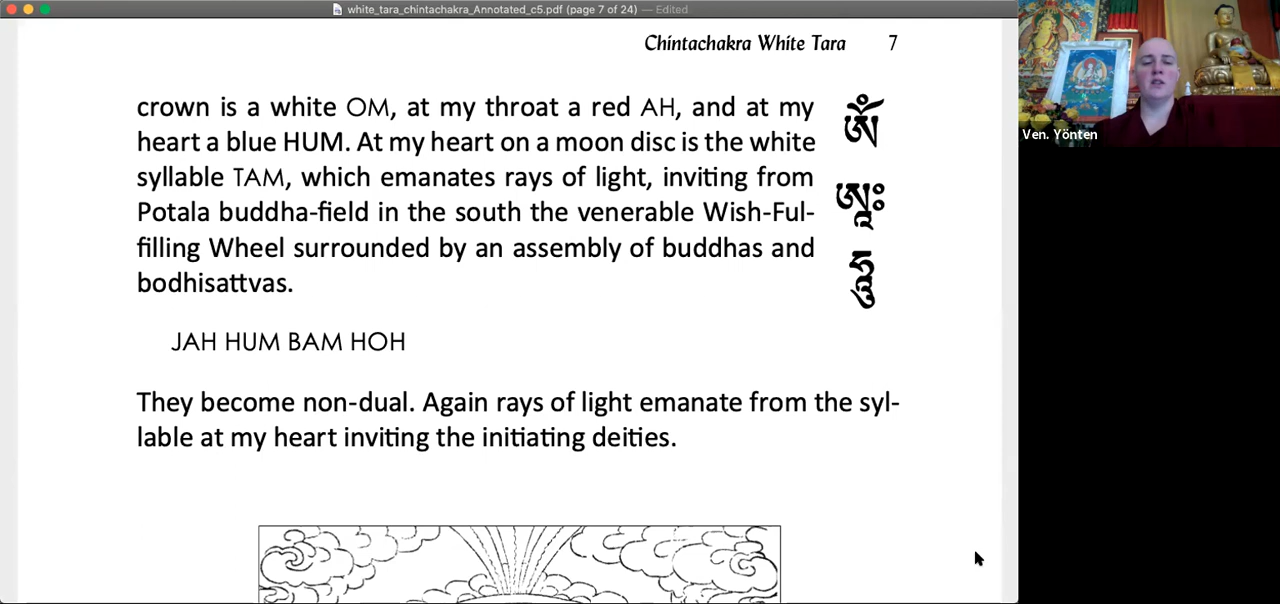 white_tara_chintachakra_Annotated_c5.pdf (page 7 of 24) — Edited
Chintachakra White Tara 7
crown is a white OM, at my throat a red AH, and at my
heart a blue HUM. At my heart on a moon disc is the white
syllable TAM, which emanates rays of light, inviting from
Potala buddha-field in the south the venerable Wish-Ful-
filling Wheel surrounded by an assembly of buddhas and
bodhisattvas.
ཨོཾ
ཨཱཿ
ཧཱུྃ
JAH HUM BAM HOH
They become non-dual. Again rays of light emanate from the syl-
lable at my heart inviting the initiating deities.
Ven. Yönten